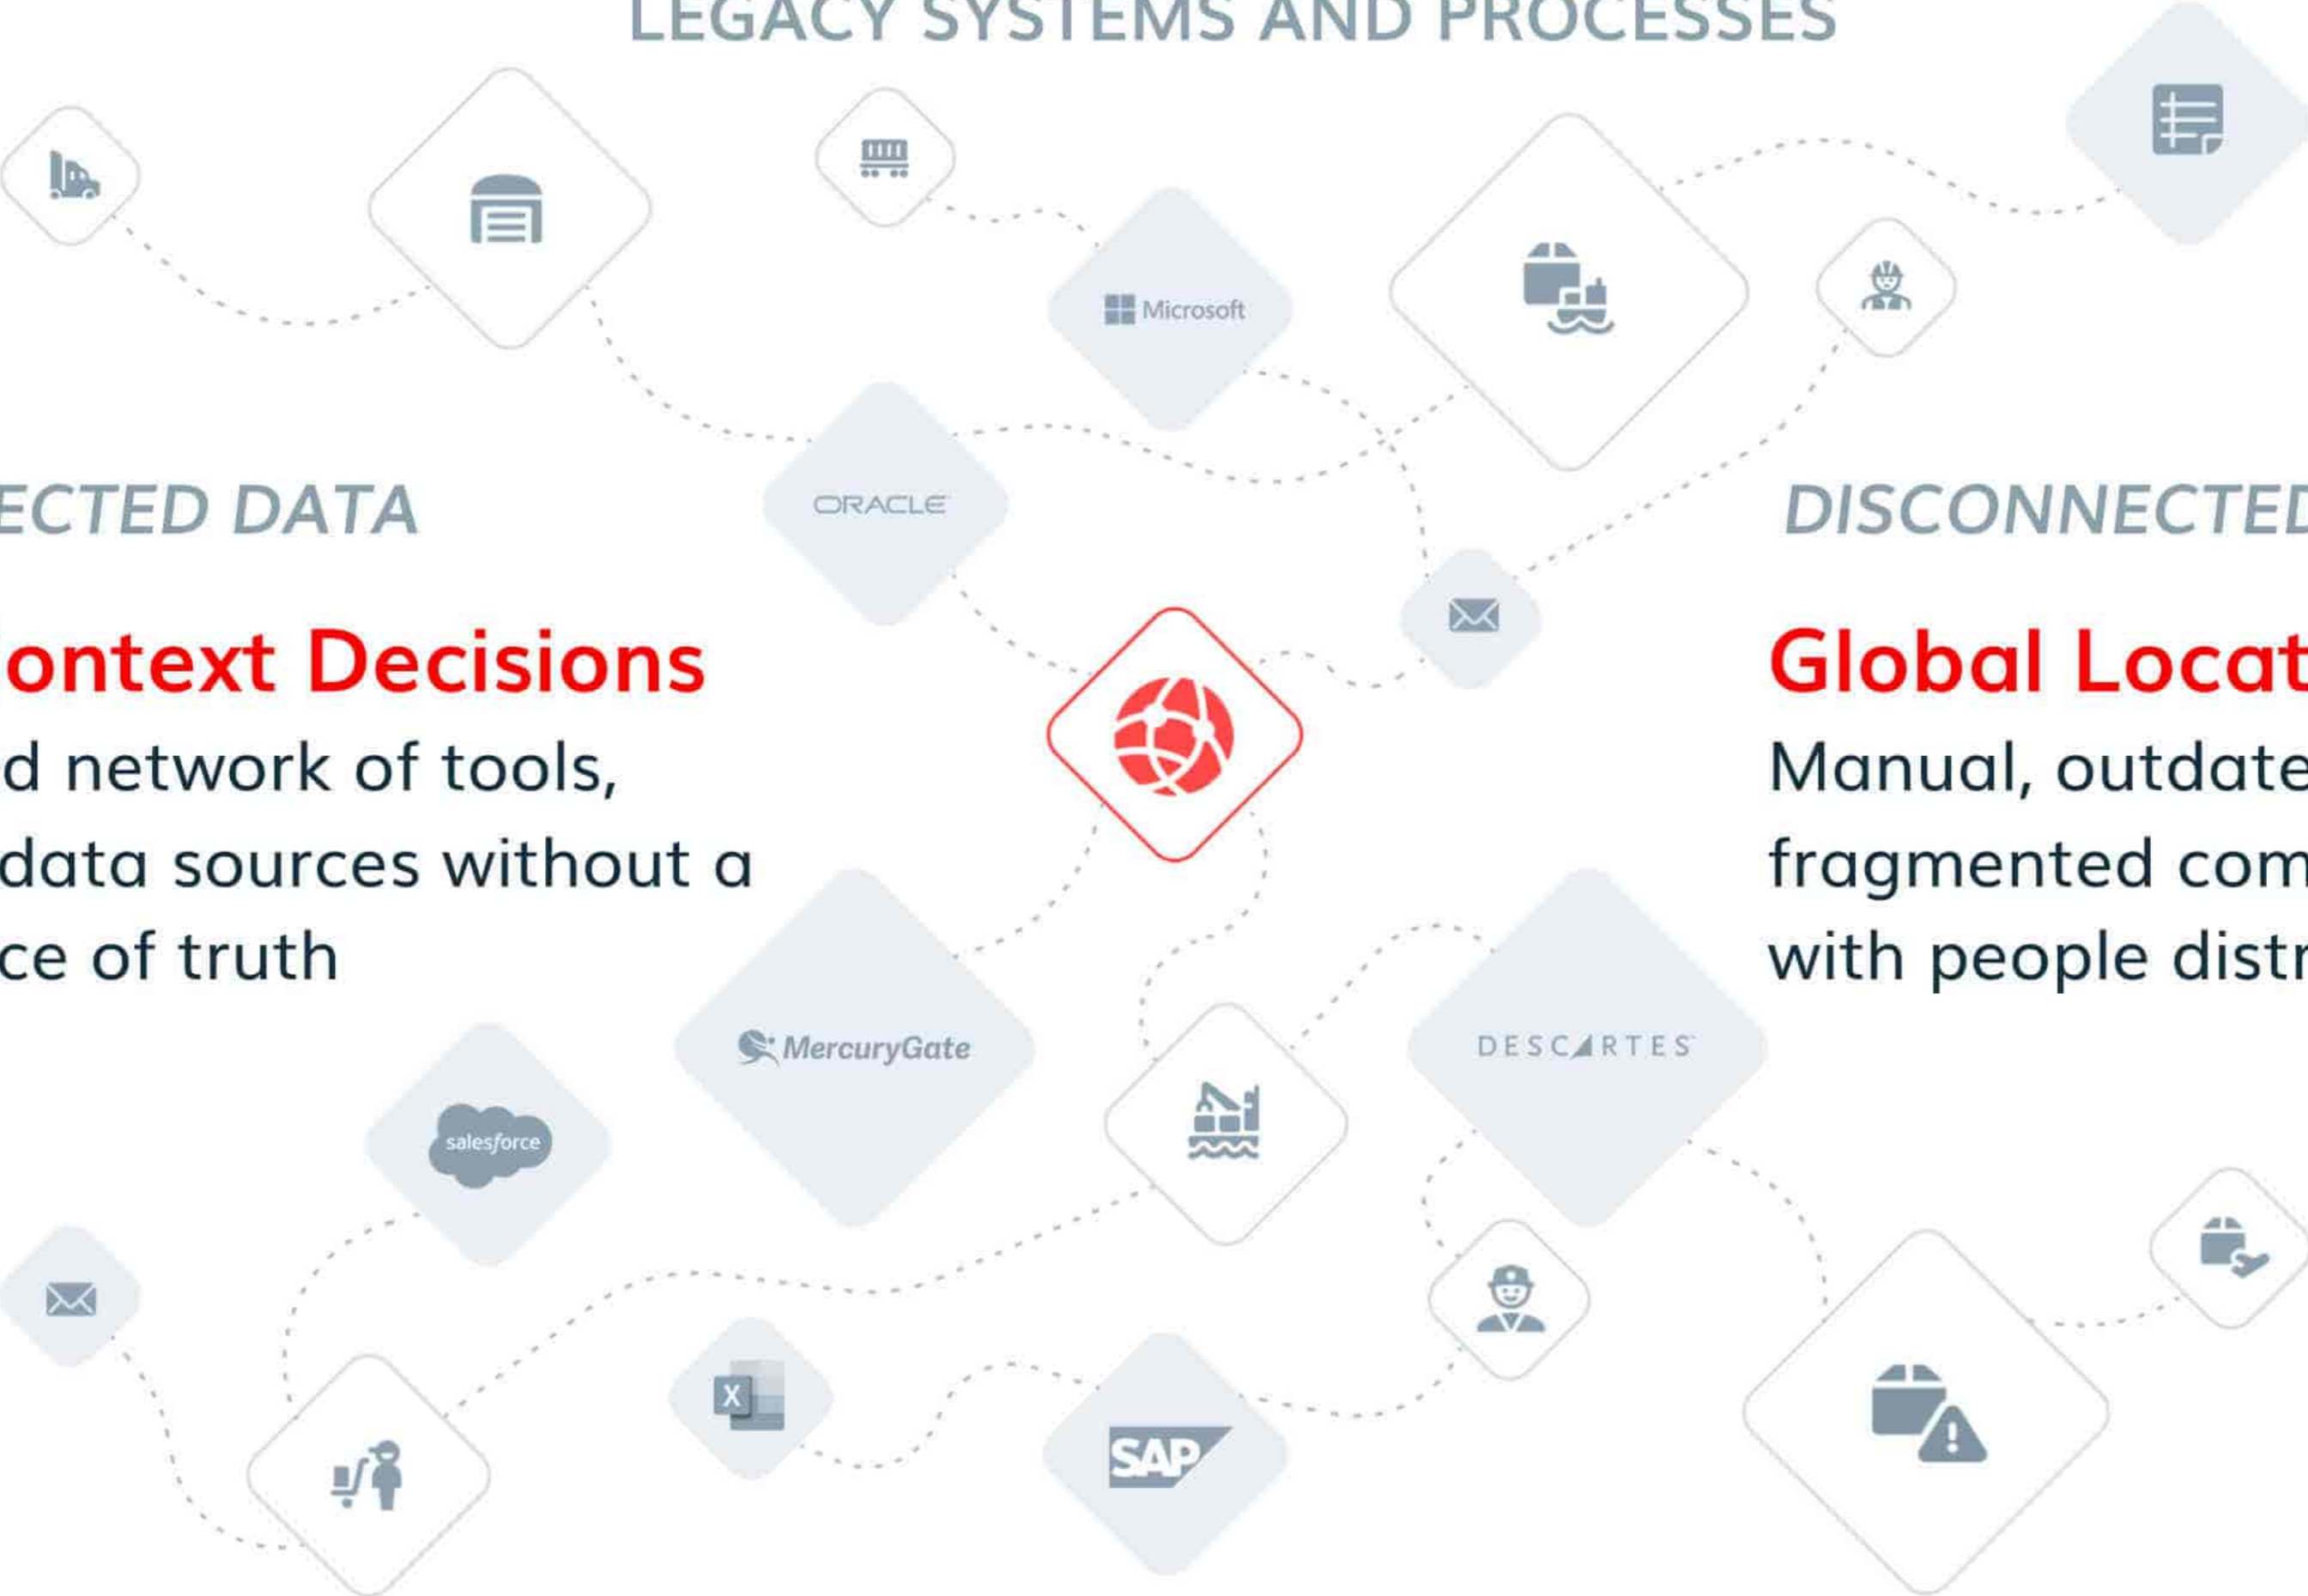 LEGACY SYSTEMS AND PROCESSES
Microsoft
ORACLE
ECTED DATA
ontext Decisions
d network of tools,
data sources without a
ce of truth
DISCONNECTED
Global Locat
Manual, outdate
fragmented com
with people distr
MercuryGate
DESCARTES
salesforce
X
SAP